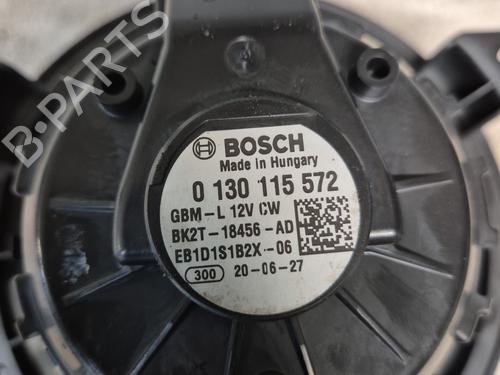 BOSCH
Made in Hungary
0 130 115 572
GBM-L 12V CW
BK2T-18456-AD
EB1D1S1B2X-06
300 20-06-27
B-Parts